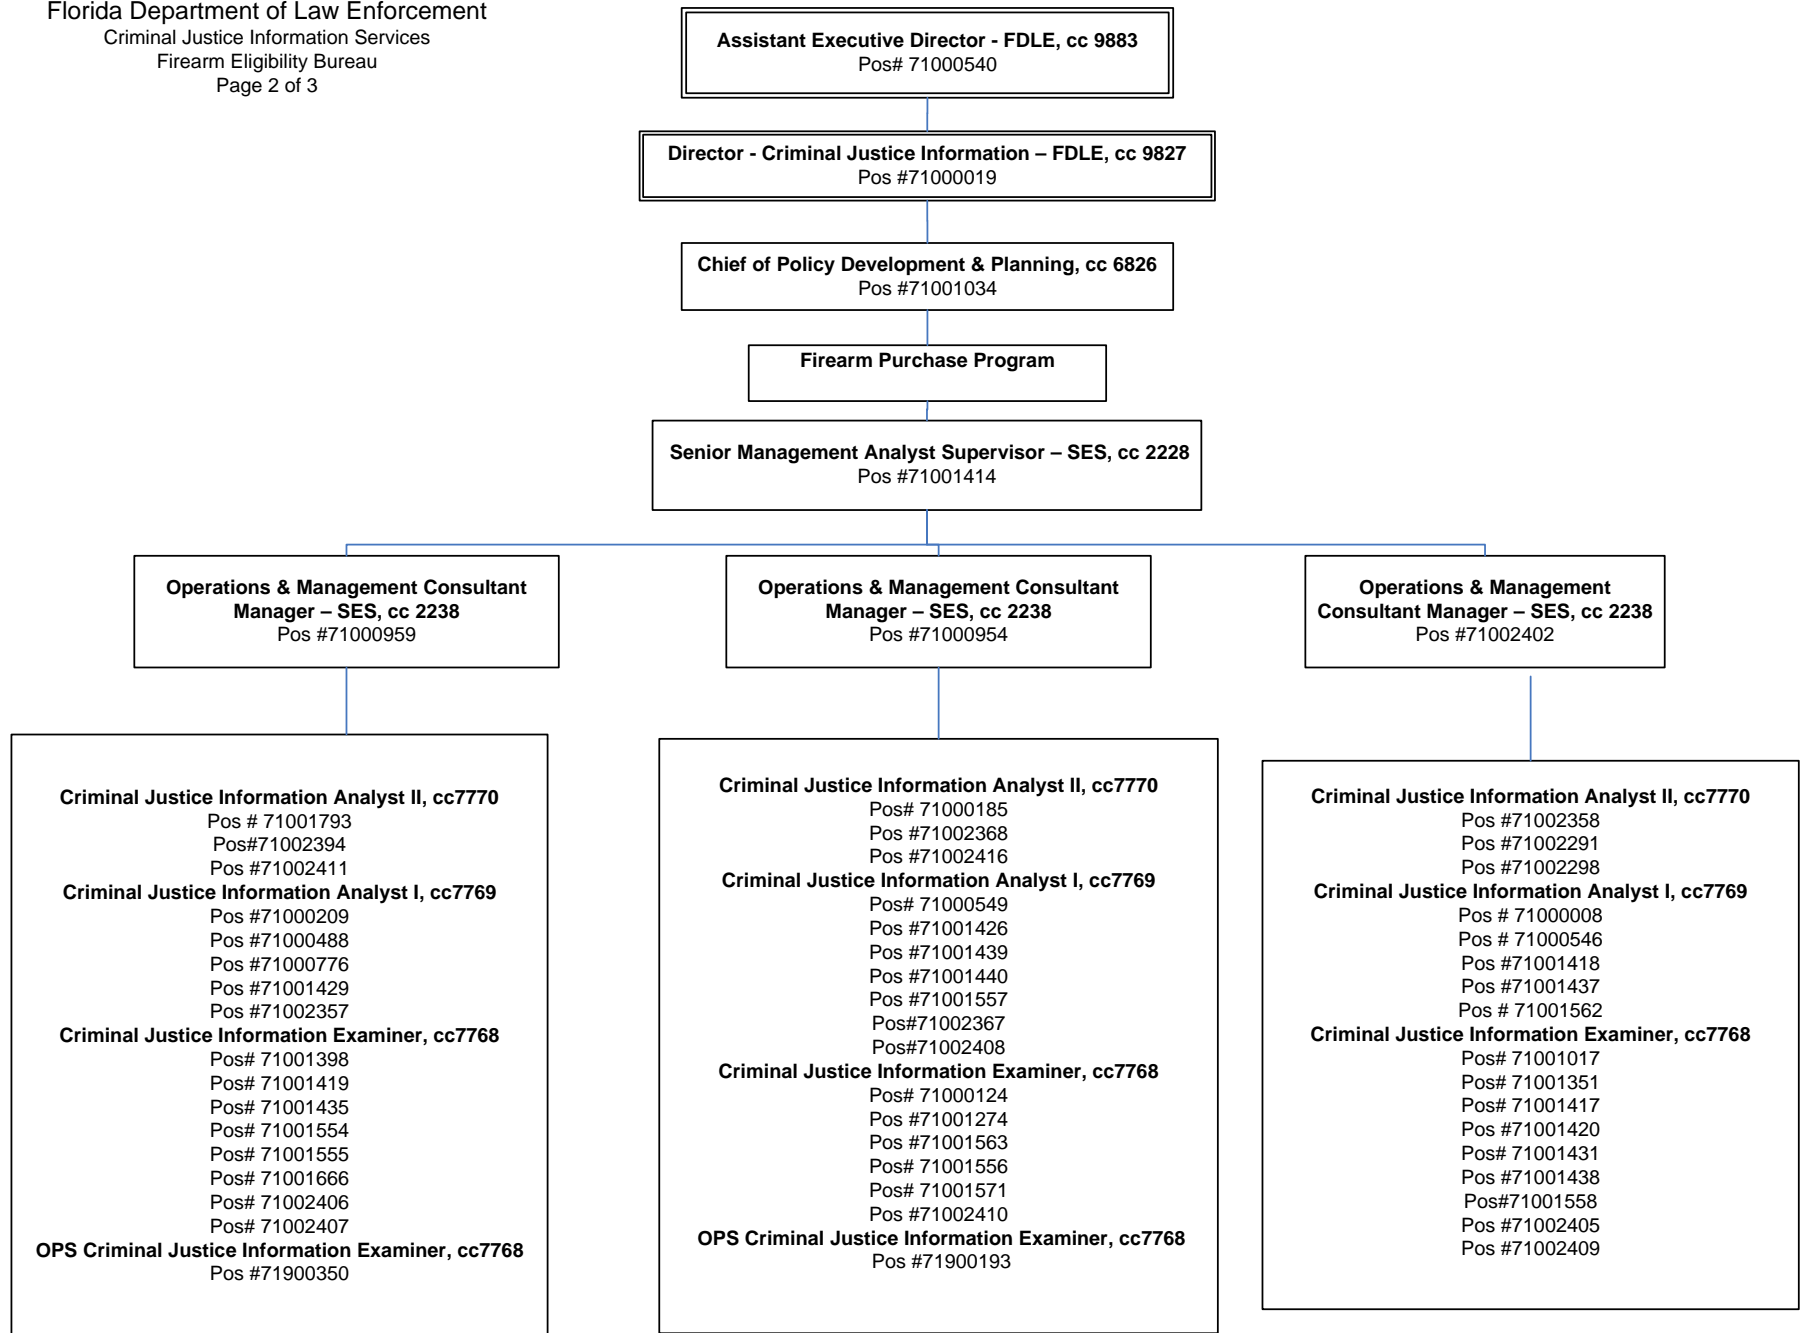 Florida Department of Law Enforcement
Criminal Justice Information Services
Firearm Eligibility Bureau
Page 2 of 3
Assistant Executive Director - FDLE, cc 9883
Pos# 71000540
Director - Criminal Justice Information – FDLE, cc 9827
Pos #71000019
Chief of Policy Development & Planning, cc 6826
Pos #71001034
Firearm Purchase Program
Senior Management Analyst Supervisor – SES, cc 2228
Pos #71001414
Operations & Management Consultant
Manager – SES, cc 2238
Pos #71000959
Operations & Management Consultant
Manager – SES, cc 2238
Pos #71000954
Operations & Management
Consultant Manager – SES, cc 2238
Pos #71002402
Criminal Justice Information Analyst II, cc7770
Pos # 71001793
Pos#71002394
Pos #71002411
Criminal Justice Information Analyst I, cc7769
Pos #71000209
Pos #71000488
Pos #71000776
Pos #71001429
Pos #71002357
Criminal Justice Information Examiner, cc7768
Pos# 71001398
Pos# 71001419
Pos# 71001435
Pos# 71001554
Pos# 71001555
Pos# 71001666
Pos# 71002406
Pos# 71002407
OPS Criminal Justice Information Examiner, cc7768
Pos #71900350
Criminal Justice Information Analyst II, cc7770
Pos# 71000185
Pos #71002368
Pos #71002416
Criminal Justice Information Analyst I, cc7769
Pos# 71000549
Pos #71001426
Pos #71001439
Pos #71001440
Pos #71001557
Pos#71002367
Pos#71002408
Criminal Justice Information Examiner, cc7768
Pos# 71000124
Pos #71001274
Pos #71001563
Pos# 71001556
Pos# 71001571
Pos #71002410
OPS Criminal Justice Information Examiner, cc7768
Pos #71900193
Criminal Justice Information Analyst II, cc7770
Pos #71002358
Pos #71002291
Pos #71002298
Criminal Justice Information Analyst I, cc7769
Pos # 71000008
Pos # 71000546
Pos #71001418
Pos #71001437
Pos # 71001562
Criminal Justice Information Examiner, cc7768
Pos# 71001017
Pos# 71001351
Pos# 71001417
Pos #71001420
Pos# 71001431
Pos #71001438
Pos#71001558
Pos #71002405
Pos #71002409